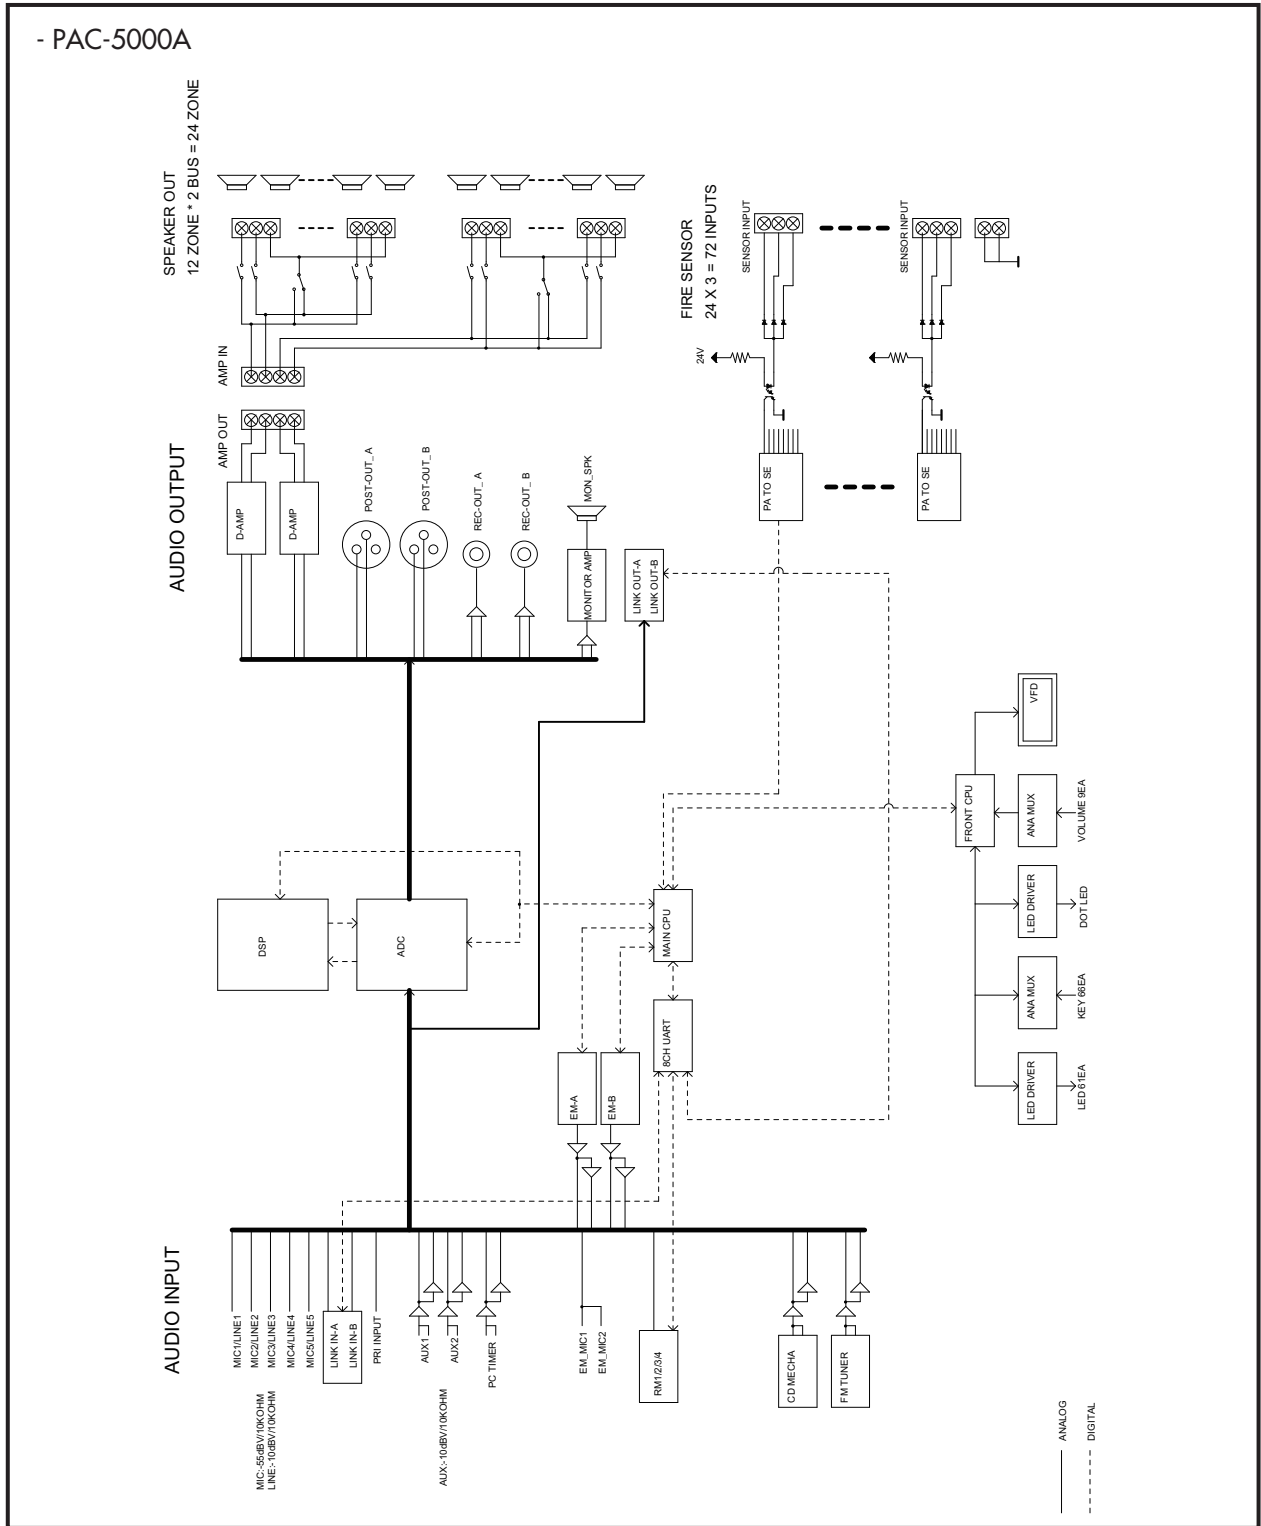 - PAC-5000A
SPEAKER OUT
12 ZONE * 2 BUS = 24 ZONE
AMP IN
AMP OUT
AUDIO OUTPUT
D-AMP
D-AMP
POST-OUT_ A
POST-OUT_ B
REC-OUT_ A
REC-OUT_ B
MON_SPK
MONITOR AMP
LINK OUT-A
LINK OUT-B
FIRE SENSOR
24 X 3 = 72 INPUTS
SENSOR INPUT
SENSOR INPUT
24V
PA TO SE
PA TO SE
DSP
ADC
MAIN CPU
8CH UART
EM-A
EM-B
FRONT CPU
VFD
ANA MUX
VOLUME 9EA
LED DRIVER
DOT LED
ANA MUX
KEY 66EA
LED DRIVER
LED 61EA
AUDIO INPUT
MIC1/LINE1
MIC2/LINE2
MIC3/LINE3
MIC4/LINE4
MIC5/LINE5
LINK IN-A
LINK IN-B
PRI INPUT
AUX1
AUX2
PC TIMER
EM_MIC1
EM_MIC2
RM1/2/3/4
CD MECHA
FM TUNER
MIC:-55dBV/10KOHM
LINE:-10dBV/10KOHM
AUX:-10dBV/10KOHM
ANALOG
DIGITAL